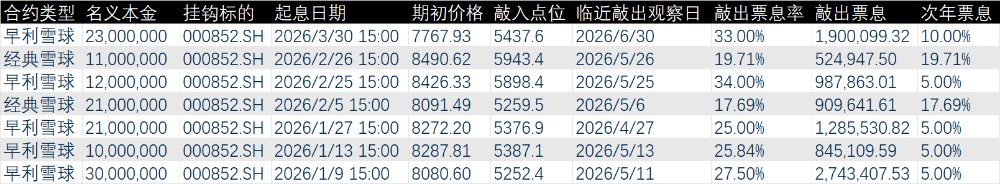 合约类型 名义本金 挂钩标的 起息日期 期初价格 敲入点位 临近敲出观察日 敲出票息率 敲出票息 次年票息
早利雪球 23,000,000 000852.SH 2026/3/30 15:00 7767.93 5437.6 2026/6/30 33.00% 1,900,099.32 10.00%
经典雪球 11,000,000 000852.SH 2026/2/26 15:00 8490.62 5943.4 2026/5/26 19.71% 524,947.50 19.71%
早利雪球 12,000,000 000852.SH 2026/2/25 15:00 8426.33 5898.4 2026/5/25 34.00% 987,863.01 5.00%
经典雪球 21,000,000 000852.SH 2026/2/5 15:00 8091.49 5259.5 2026/5/6 17.69% 909,641.61 17.69%
早利雪球 21,000,000 000852.SH 2026/1/27 15:00 8272.20 5376.9 2026/4/27 25.00% 1,285,530.82 5.00%
早利雪球 10,000,000 000852.SH 2026/1/13 15:00 8287.81 5387.1 2026/5/13 25.84% 845,109.59 5.00%
早利雪球 30,000,000 000852.SH 2026/1/9 15:00 8080.60 5252.4 2026/5/11 27.50% 2,743,407.53 5.00%